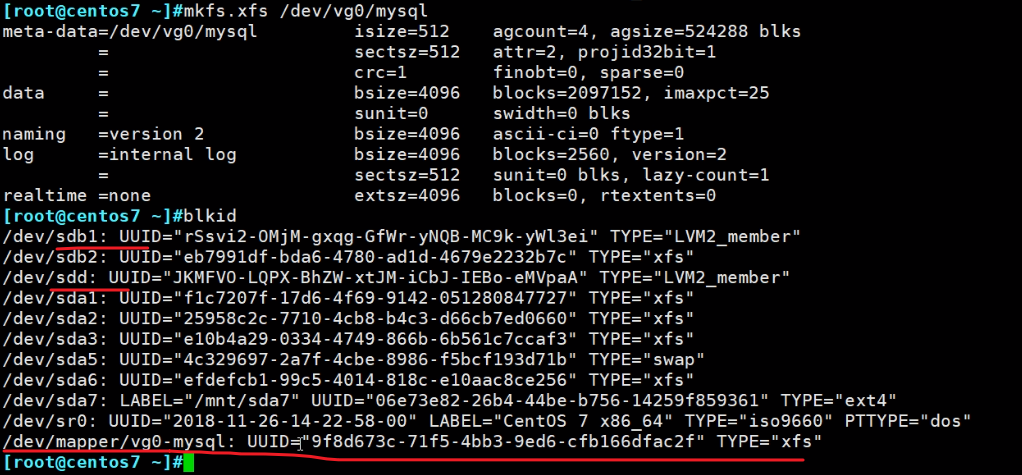 [root@centos7 ~]#mkfs.xfs /dev/vg0/mysql
meta-data=/dev/vg0/mysql         isize=512    agcount=4, agsize=524288 blks
         =                       sectsz=512   attr=2, projid32bit=1
         =                       crc=1        finobt=0, sparse=0
data     =                       bsize=4096   blocks=2097152, imaxpct=25
         =                       sunit=0      swidth=0 blks
naming   =version 2              bsize=4096   ascii-ci=0 ftype=1
log      =internal log           bsize=4096   blocks=2560, version=2
         =                       sectsz=512   sunit=0 blks, lazy-count=1
realtime =none                   extsz=4096   blocks=0, rtextents=0
[root@centos7 ~]#blkid
/dev/sdb1: UUID="rSsvi2-OMjM-gxqg-GfWr-yNQB-MC9k-yWl3ei" TYPE="LVM2_member"
/dev/sdb2: UUID="eb7991df-bda6-4780-ad1d-4679e2232b7c" TYPE="xfs"
/dev/sdd: UUID="JKMFVO-LQPX-BhZW-xtJM-iCbJ-IEBo-eMVpaA" TYPE="LVM2_member"
/dev/sda1: UUID="f1c7207f-17d6-4f69-9142-051280847727" TYPE="xfs"
/dev/sda2: UUID="25958c2c-7710-4cb8-b4c3-d66cb7ed0660" TYPE="xfs"
/dev/sda3: UUID="e10b4a29-0334-4749-866b-6b561c7ccaf3" TYPE="xfs"
/dev/sda5: UUID="4c329697-2a7f-4cbe-8986-f5bcf193d71b" TYPE="swap"
/dev/sda6: UUID="efdefcb1-99c5-4014-818c-e10aac8ce256" TYPE="xfs"
/dev/sda7: LABEL="/mnt/sda7" UUID="06e73e82-26b4-44be-b756-14259f859361" TYPE="ext4"
/dev/sr0: UUID="2018-11-26-14-22-58-00" LABEL="CentOS 7 x86_64" TYPE="iso9660" PTTYPE="dos"
/dev/mapper/vg0-mysql: UUID="9f8d673c-71f5-4bb3-9ed6-cfb166dfac2f" TYPE="xfs"
[root@centos7 ~]#